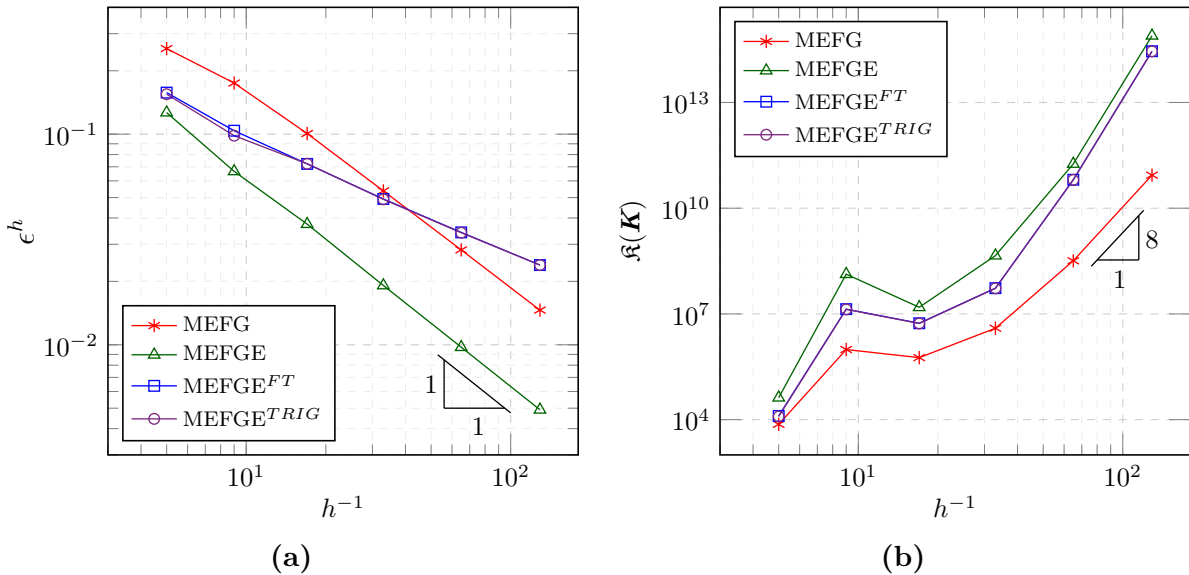 10^{-1}
10^{-2}
ϵ^h
MEFG
MEFGE
MEFGE^{FT}
MEFGE^{TRIG}
1
1
10^1
10^2
h^{-1}
(a)
10^{13}
10^{10}
10^7
10^4
𝔎(𝑲)
MEFG
MEFGE
MEFGE^{FT}
MEFGE^{TRIG}
8
1
10^1
10^2
h^{-1}
(b)